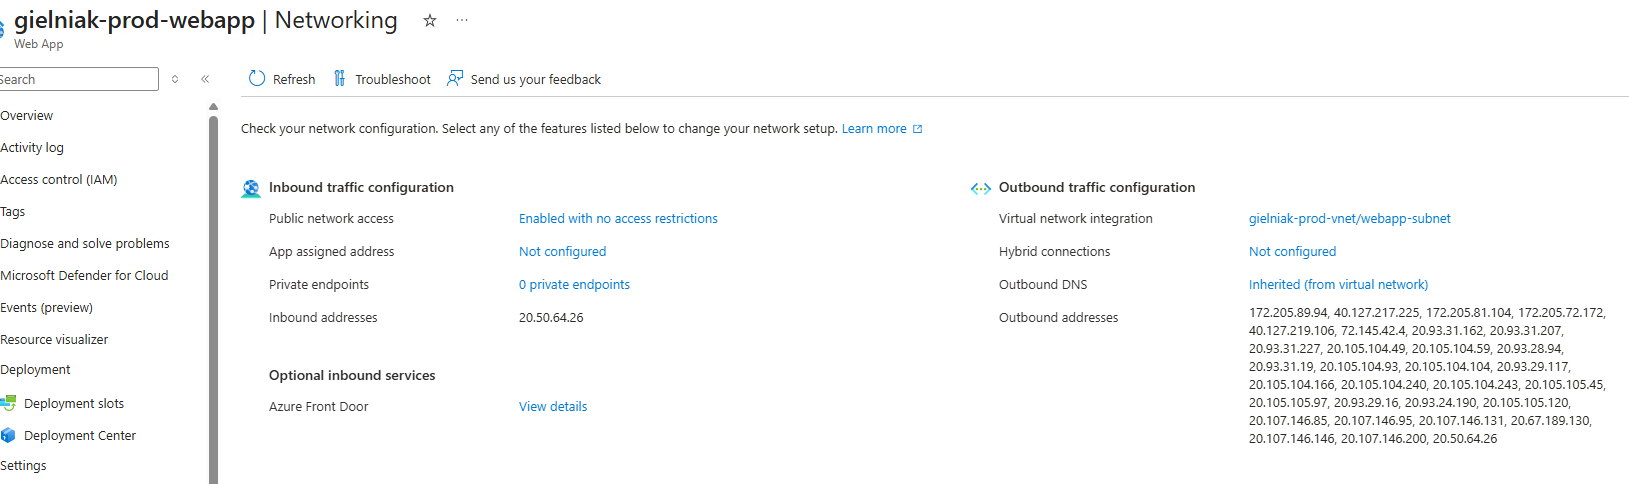 gielniak-prod-webapp | Networking
Web App
Search
Refresh
Troubleshoot
Send us your feedback
Overview
Activity log
Access control (IAM)
Tags
Diagnose and solve problems
Microsoft Defender for Cloud
Events (preview)
Resource visualizer
Deployment
Deployment slots
Deployment Center
Settings
Check your network configuration. Select any of the features listed below to change your network setup. Learn more
Inbound traffic configuration
Public network access Enabled with no access restrictions
App assigned address Not configured
Private endpoints 0 private endpoints
Inbound addresses 20.50.64.26
Optional inbound services
Azure Front Door View details
Outbound traffic configuration
Virtual network integration gielniak-prod-vnet/webapp-subnet
Hybrid connections Not configured
Outbound DNS Inherited (from virtual network)
Outbound addresses 172.205.89.94, 40.127.217.225, 172.205.81.104, 172.205.72.172,
40.127.219.106, 72.145.42.4, 20.93.31.162, 20.93.31.207,
20.93.31.227, 20.105.104.49, 20.105.104.59, 20.93.28.94,
20.93.31.19, 20.105.104.93, 20.105.104.104, 20.93.29.117,
20.105.104.166, 20.105.104.240, 20.105.104.243, 20.105.105.45,
20.105.105.97, 20.93.29.16, 20.93.24.190, 20.105.105.120,
20.107.146.85, 20.107.146.95, 20.107.146.131, 20.67.189.130,
20.107.146.146, 20.107.146.200, 20.50.64.26